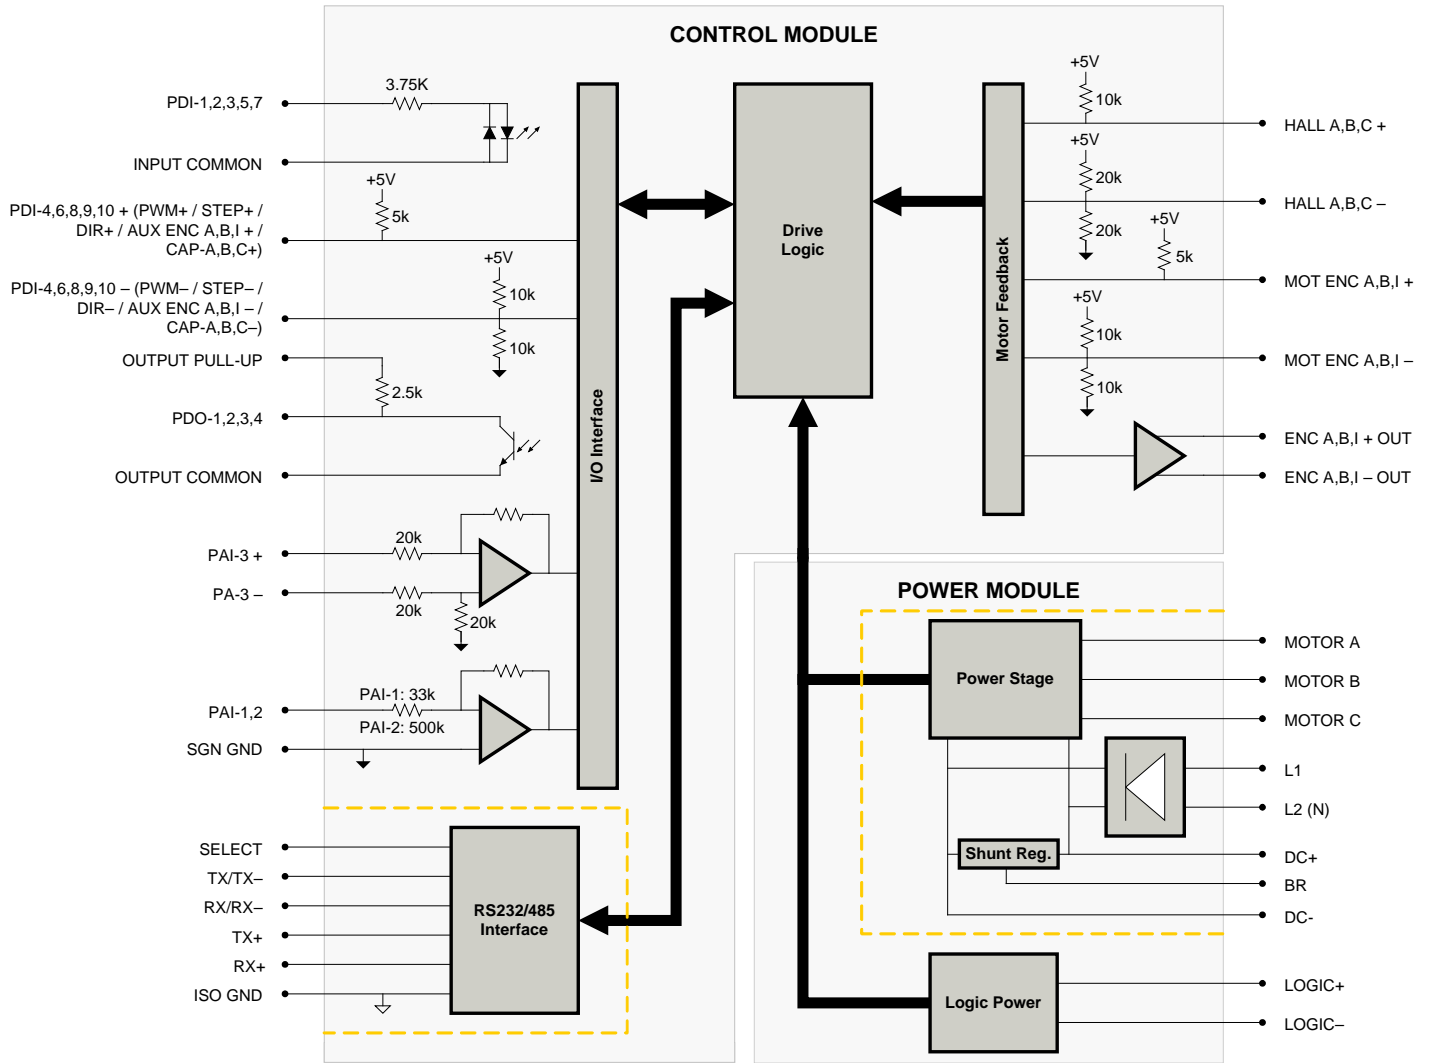 CONTROL MODULE
PDI-1,2,3,5,7
3.75K
INPUT COMMON
+5V
5k
PDI-4,6,8,9,10 + (PWM+ / STEP+ /
DIR+ / AUX ENC A,B,I + /
CAP-A,B,C+)
+5V
10k
10k
PDI-4,6,8,9,10 – (PWM– / STEP– /
DIR– / AUX ENC A,B,I – /
CAP-A,B,C–)
OUTPUT PULL-UP
2.5k
PDO-1,2,3,4
OUTPUT COMMON
PAI-3 +
20k
PA-3 –
20k
20k
PAI-1,2
PAI-1: 33k
PAI-2: 500k
SGN GND
I/O Interface
Drive
Logic
Motor Feedback
+5V
10k
HALL A,B,C +
+5V
20k
20k
HALL A,B,C –
+5V
5k
MOT ENC A,B,I +
+5V
10k
10k
MOT ENC A,B,I –
ENC A,B,I + OUT
ENC A,B,I – OUT
SELECT
TX/TX–
RX/RX–
TX+
RX+
ISO GND
RS232/485
Interface
POWER MODULE
Power Stage
MOTOR A
MOTOR B
MOTOR C
L1
L2 (N)
Shunt Reg.
DC+
BR
DC-
Logic Power
LOGIC+
LOGIC–